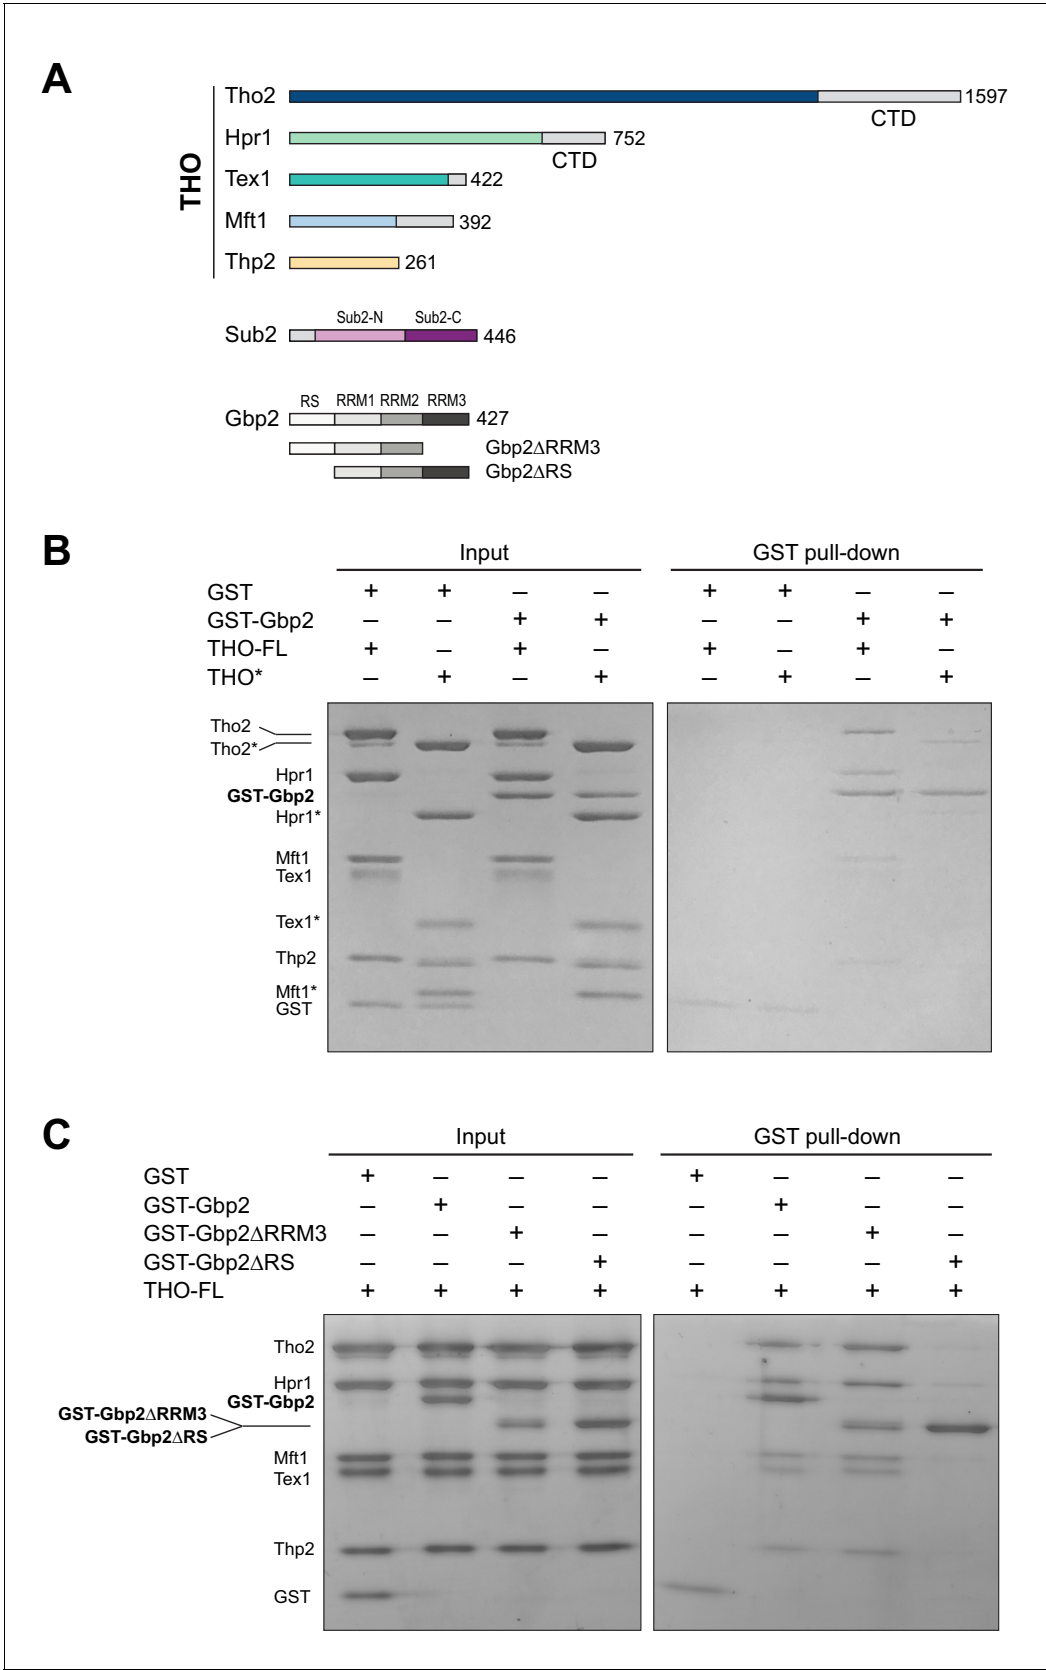 A
THO
Tho2 1597
CTD
Hpr1 752
CTD
Tex1 422
Mft1 392
Thp2 261
Sub2-N Sub2-C
Sub2 446
RS RRM1 RRM2 RRM3
Gbp2 427
Gbp2ΔRRM3
Gbp2ΔRS
B
Input GST pull-down
GST + + – – + + – –
GST-Gbp2 – – + + – – + +
THO-FL + – + – + – + –
THO* – + – + – + – +
Tho2
Tho2*
Hpr1
GST-Gbp2
Hpr1*
Mft1
Tex1
Tex1*
Thp2
Mft1*
GST
C
Input GST pull-down
GST + – – – + – – –
GST-Gbp2 – + – – – + – –
GST-Gbp2ΔRRM3 – – + – – – + –
GST-Gbp2ΔRS – – – + – – – +
THO-FL + + + + + + + +
Tho2
Hpr1
GST-Gbp2
GST-Gbp2ΔRRM3
GST-Gbp2ΔRS
Mft1
Tex1
Thp2
GST